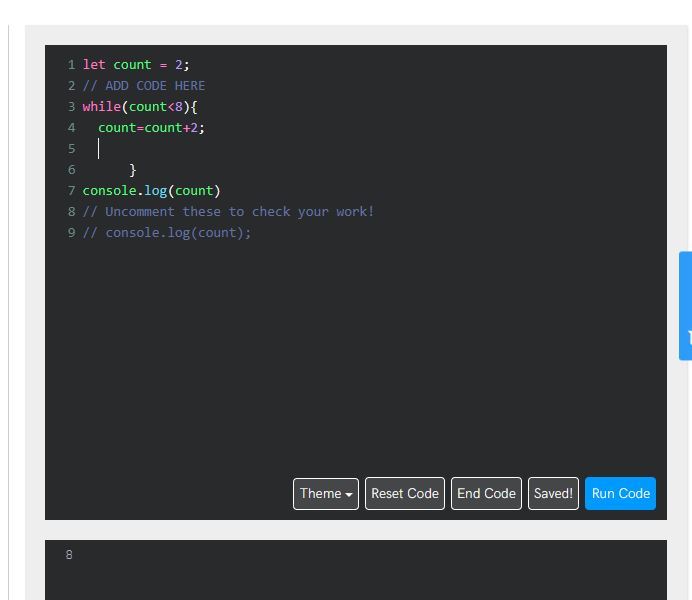 1 let count = 2;
2 // ADD CODE HERE
3 while(count<8){
4 count=count+2;
5
6 }
7 console.log(count)
8 // Uncomment these to check your work!
9 // console.log(count);
Theme Reset Code End Code Saved! Run Code
8